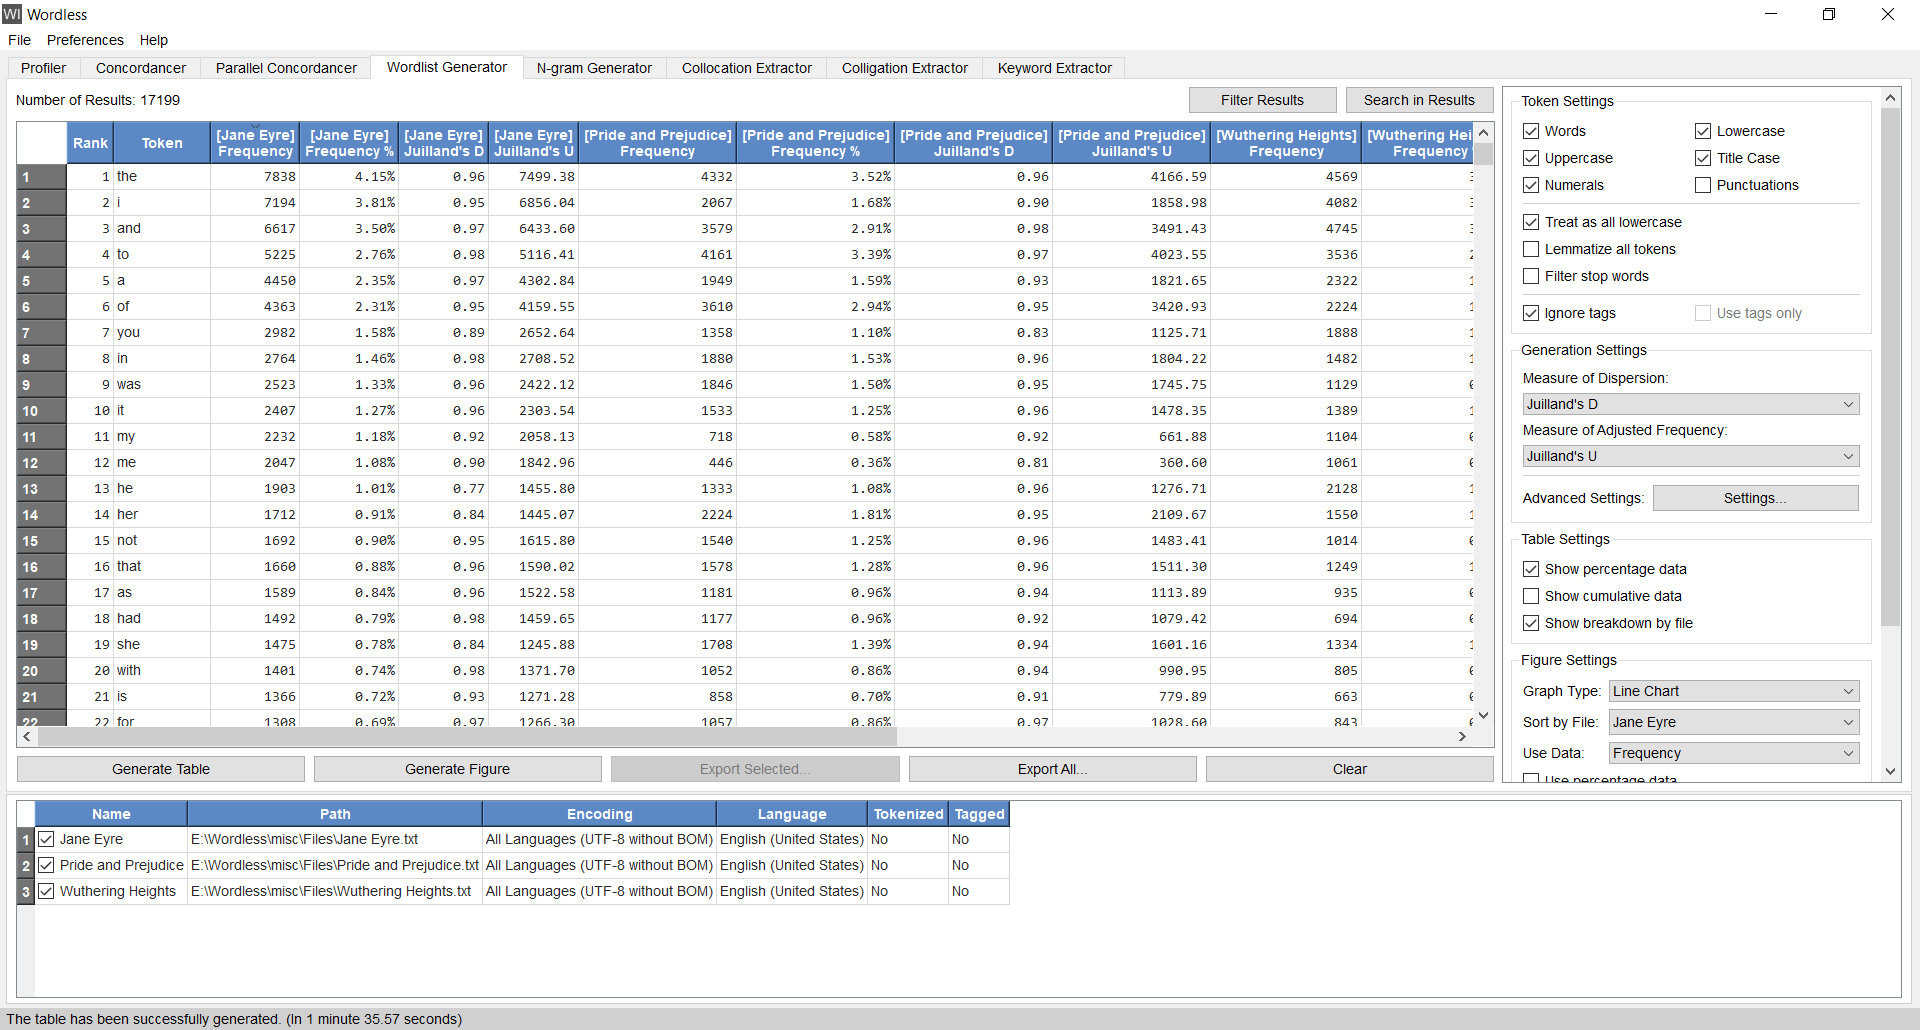 WI Wordless
File Preferences Help
Profiler Concordancer Parallel Concordancer Wordlist Generator N-gram Generator Collocation Extractor Colligation Extractor Keyword Extractor
Number of Results: 17199 Filter Results Search in Results
Rank Token [Jane Eyre] Frequency [Jane Eyre] Frequency % [Jane Eyre] Juilland's D [Jane Eyre] Juilland's U [Pride and Prejudice] Frequency [Pride and Prejudice] Frequency % [Pride and Prejudice] Juilland's D [Pride and Prejudice] Juilland's U [Wuthering Heights] Frequency [Wuthering Hei Frequency
1 1 the 7838 4.15% 0.96 7499.38 4332 3.52% 0.96 4166.59 4569
2 2 i 7194 3.81% 0.95 6856.04 2067 1.68% 0.90 1858.98 4082
3 3 and 6617 3.50% 0.97 6433.60 3579 2.91% 0.98 3491.43 4745
4 4 to 5225 2.76% 0.98 5116.41 4161 3.39% 0.97 4023.55 3536
5 5 a 4450 2.35% 0.97 4302.84 1949 1.59% 0.93 1821.65 2322
6 6 of 4363 2.31% 0.95 4159.55 3610 2.94% 0.95 3420.93 2224
7 7 you 2982 1.58% 0.89 2652.64 1358 1.10% 0.83 1125.71 1888
8 8 in 2764 1.46% 0.98 2708.52 1880 1.53% 0.96 1804.22 1482
9 9 was 2523 1.33% 0.96 2422.12 1846 1.50% 0.95 1745.75 1129
10 10 it 2407 1.27% 0.96 2303.54 1533 1.25% 0.96 1478.35 1389
11 11 my 2232 1.18% 0.92 2058.13 718 0.58% 0.92 661.88 1104
12 12 me 2047 1.08% 0.90 1842.96 446 0.36% 0.81 360.60 1061
13 13 he 1903 1.01% 0.77 1455.80 1333 1.08% 0.96 1276.71 2128
14 14 her 1712 0.91% 0.84 1445.07 2224 1.81% 0.95 2109.67 1550
15 15 not 1692 0.90% 0.95 1615.80 1540 1.25% 0.96 1483.41 1014
16 16 that 1660 0.88% 0.96 1590.02 1578 1.28% 0.96 1511.30 1249
17 17 as 1589 0.84% 0.96 1522.58 1181 0.96% 0.94 1113.89 935
18 18 had 1492 0.79% 0.98 1459.65 1177 0.96% 0.92 1079.42 694
19 19 she 1475 0.78% 0.84 1245.88 1708 1.39% 0.94 1601.16 1334
20 20 with 1401 0.74% 0.98 1371.70 1052 0.86% 0.94 990.95 805
21 21 is 1366 0.72% 0.93 1271.28 858 0.70% 0.91 779.89 663
22 22 for 1308 0.69% 0.97 1266.30 1057 0.86% 0.97 1028.60 843
Generate Table Generate Figure Export Selected... Export All... Clear
Token Settings
Words Lowercase
Uppercase Title Case
Numerals Punctuations
Treat as all lowercase
Lemmatize all tokens
Filter stop words
Ignore tags Use tags only
Generation Settings
Measure of Dispersion:
Juilland's D
Measure of Adjusted Frequency:
Juilland's U
Advanced Settings: Settings...
Table Settings
Show percentage data
Show cumulative data
Show breakdown by file
Figure Settings
Graph Type: Line Chart
Sort by File: Jane Eyre
Use Data: Frequency
Use percentage data
Name Path Encoding Language Tokenized Tagged
1 Jane Eyre E:\Wordless\misc\Files\Jane Eyre.txt All Languages (UTF-8 without BOM) English (United States) No No
2 Pride and Prejudice E:\Wordless\misc\Files\Pride and Prejudice.txt All Languages (UTF-8 without BOM) English (United States) No No
3 Wuthering Heights E:\Wordless\misc\Files\Wuthering Heights.txt All Languages (UTF-8 without BOM) English (United States) No No
The table has been successfully generated. (In 1 minute 35.57 seconds)